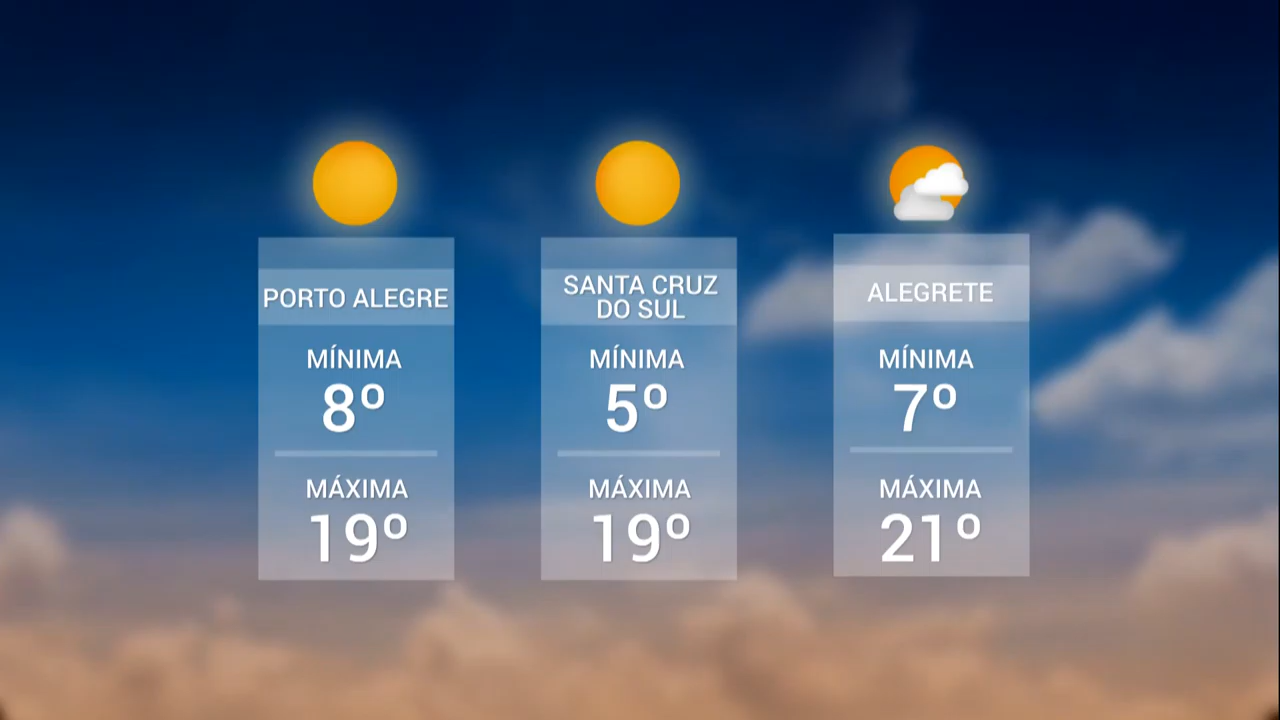 PORTO ALEGRE
MÍNIMA
8º
MÁXIMA
19º
SANTA CRUZ
DO SUL
MÍNIMA
5º
MÁXIMA
19º
ALEGRETE
MÍNIMA
7º
MÁXIMA
21º